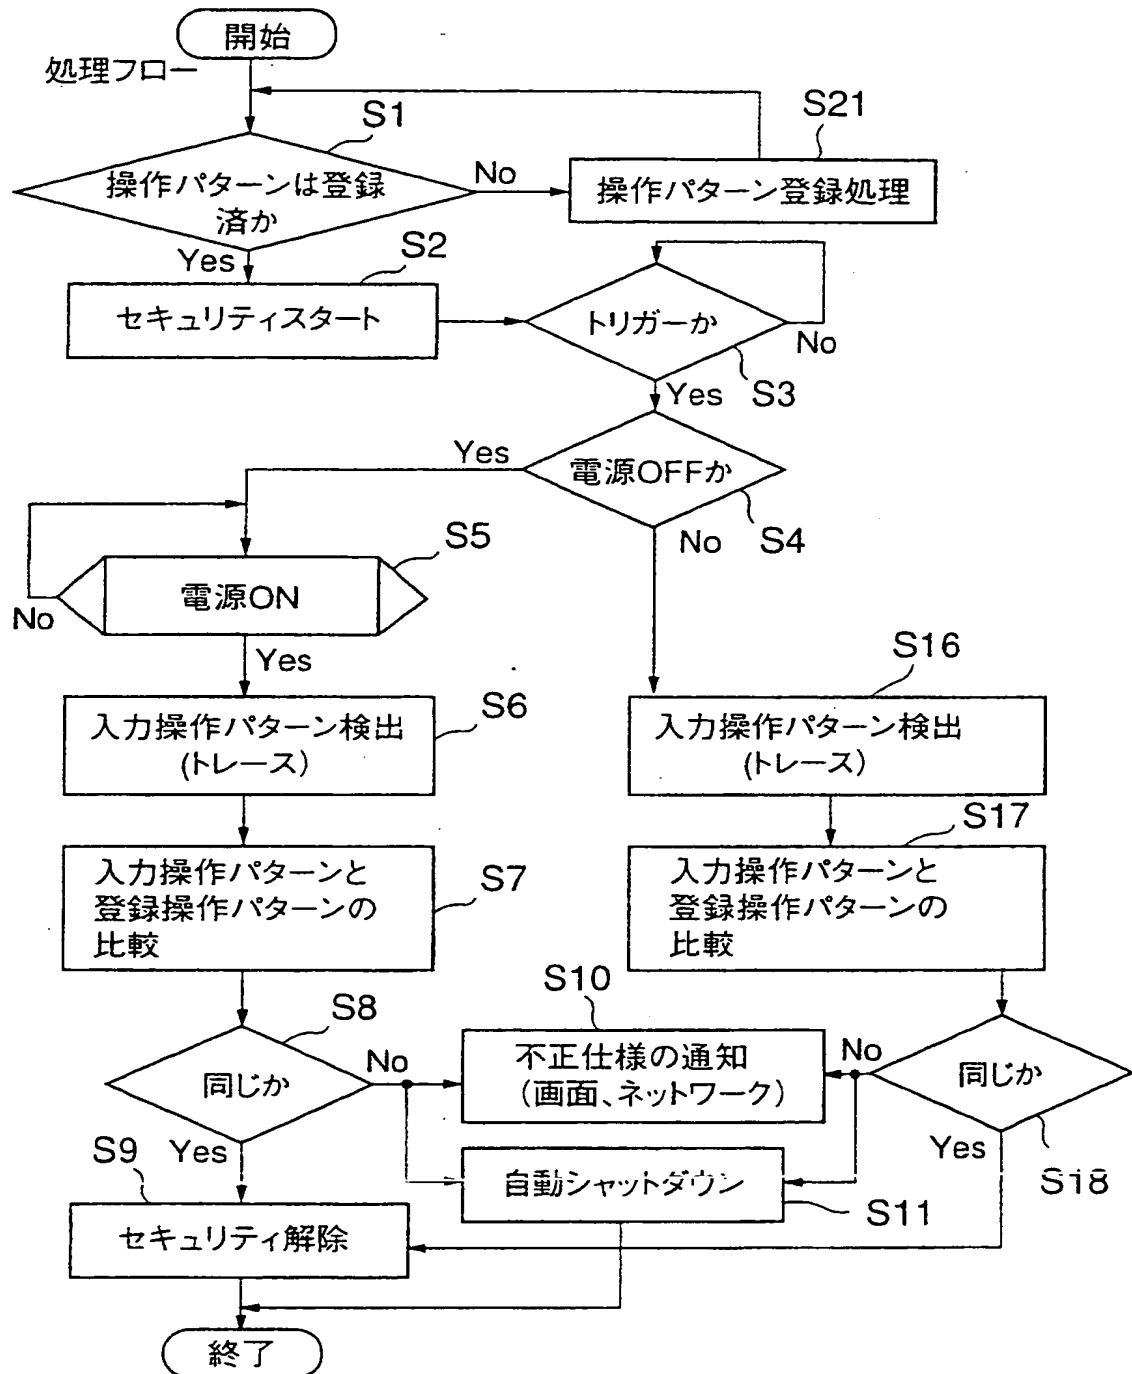 開始
処理フロー
S1
S21
操作パターンは登録
済か
No
操作パターン登録処理
Yes
S2
セキュリティスタート
トリガーか
No
S3
Yes
電源OFFか
Yes
S4
No
S5
電源ON
No
Yes
S6
入力操作パターン検出
(トレース)
S16
入力操作パターン検出
(トレース)
S7
入力操作パターンと
登録操作パターンの
比較
S17
入力操作パターンと
登録操作パターンの
比較
S8
同じか
No
Yes
S10
不正仕様の通知
(画面、ネットワーク)
No
同じか
Yes
S18
S9
セキュリティ解除
自動シャットダウン
S11
終了